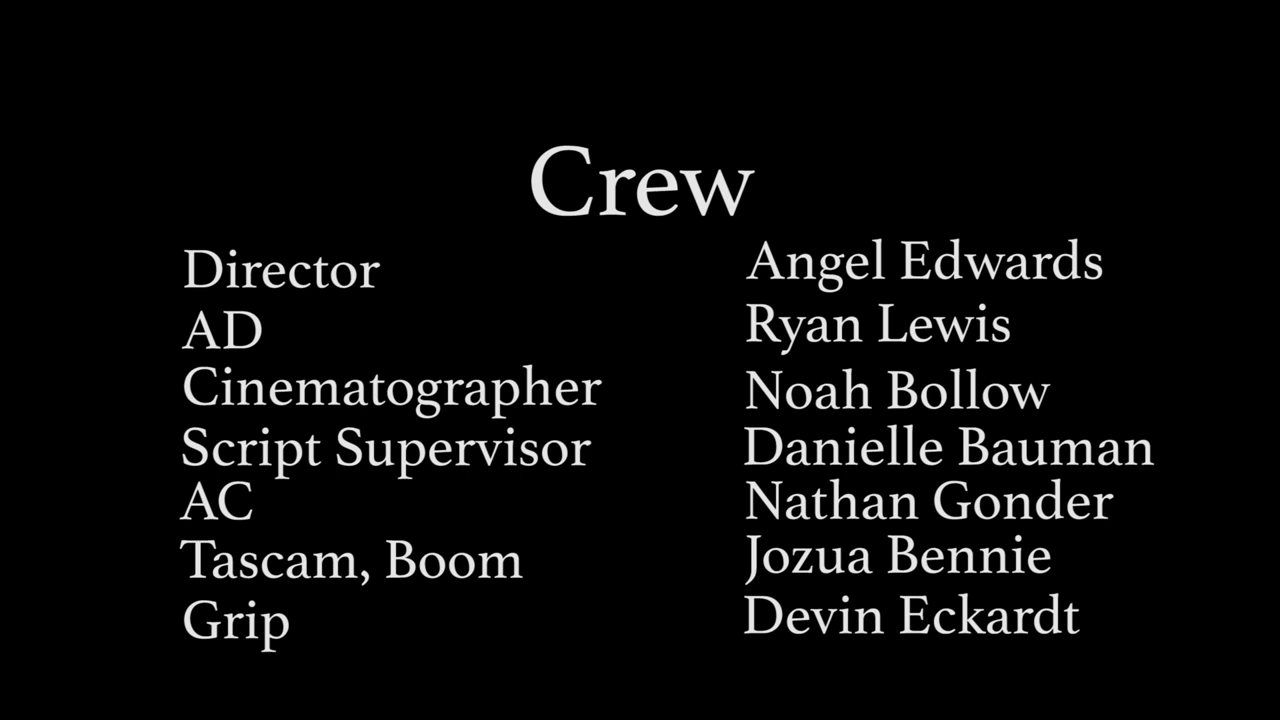 Crew
Director Angel Edwards
AD Ryan Lewis
Cinematographer Noah Bollow
Script Supervisor Danielle Bauman
AC Nathan Gonder
Tascam, Boom Jozua Bennie
Grip Devin Eckardt